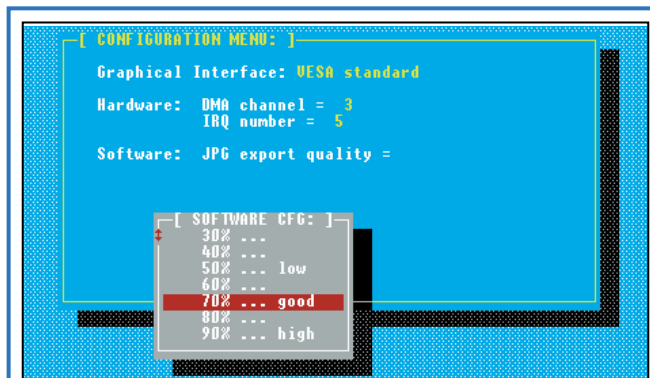 [ CONFIGURATION MENU: ]
Graphical Interface: VESA standard
Hardware: DMA channel = 3
IRQ number = 5
Software: JPG export quality =
[ SOFTWARE CFG: ]
30% ...
40% ...
50% ... low
60% ...
70% ... good
80% ...
90% ... high